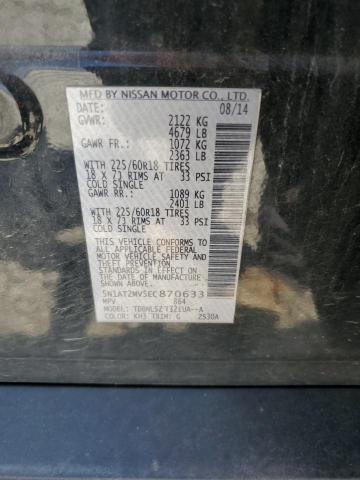 MFD BY NISSAN MOTOR CO., LTD.
DATE: 08/14
GVWR: 2122 KG
4679 LB
GAWR FR.: 1072 KG
2363 LB
WITH 225/60R18 TIRES
18 X 7J RIMS AT 33 PSI
COLD SINGLE
GAWR RR.: 1089 KG
2401 LB
WITH 225/60R18 TIRES
18 X 7J RIMS AT 33 PSI
COLD SINGLE
THIS VEHICLE CONFORMS TO
ALL APPLICABLE FEDERAL
MOTOR VEHICLE SAFETY AND
THEFT PREVENTION
STANDARDS IN EFFECT ON
THE DATE OF MANUFACTURE
SHOWN ABOVE.
5N1AT2MV5EC870633
MPV 864
MODEL:
COLOR: KH3 TRIM: G 2S30A